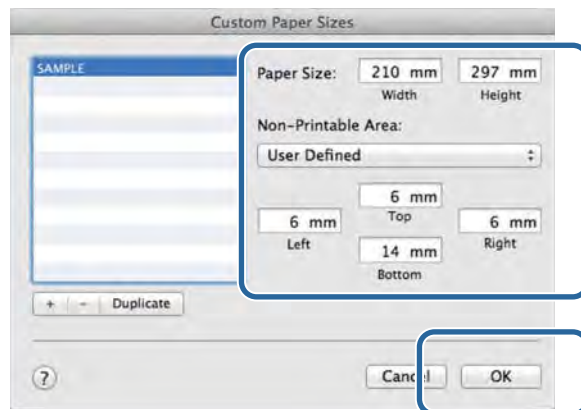 Custom Paper Sizes
SAMPLE
Paper Size: 210 mm 297 mm
Width Height
Non-Printable Area:
User Defined
6 mm
Top
6 mm 6 mm
Left Right
14 mm
Bottom
+ - Duplicate
? Cancel OK